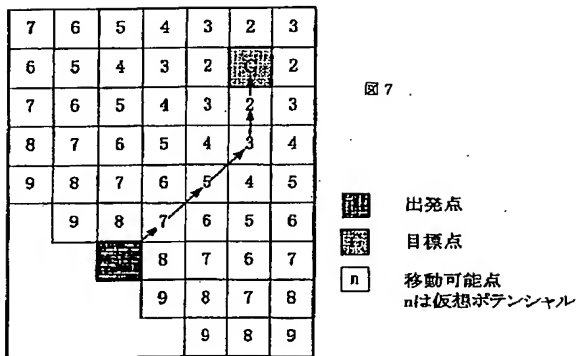 7 6 5 4 3 2 3
6 5 4 3 2 G 2
7 6 5 4 3 2 3
8 7 6 5 4 3 4
9 8 7 6 5 4 5
9 8 7 6 5 6
8 7 6 7
9 8 7 8
9 8 9
図7
出発点
目標点
n 移動可能点
nは仮想ポテンシャル